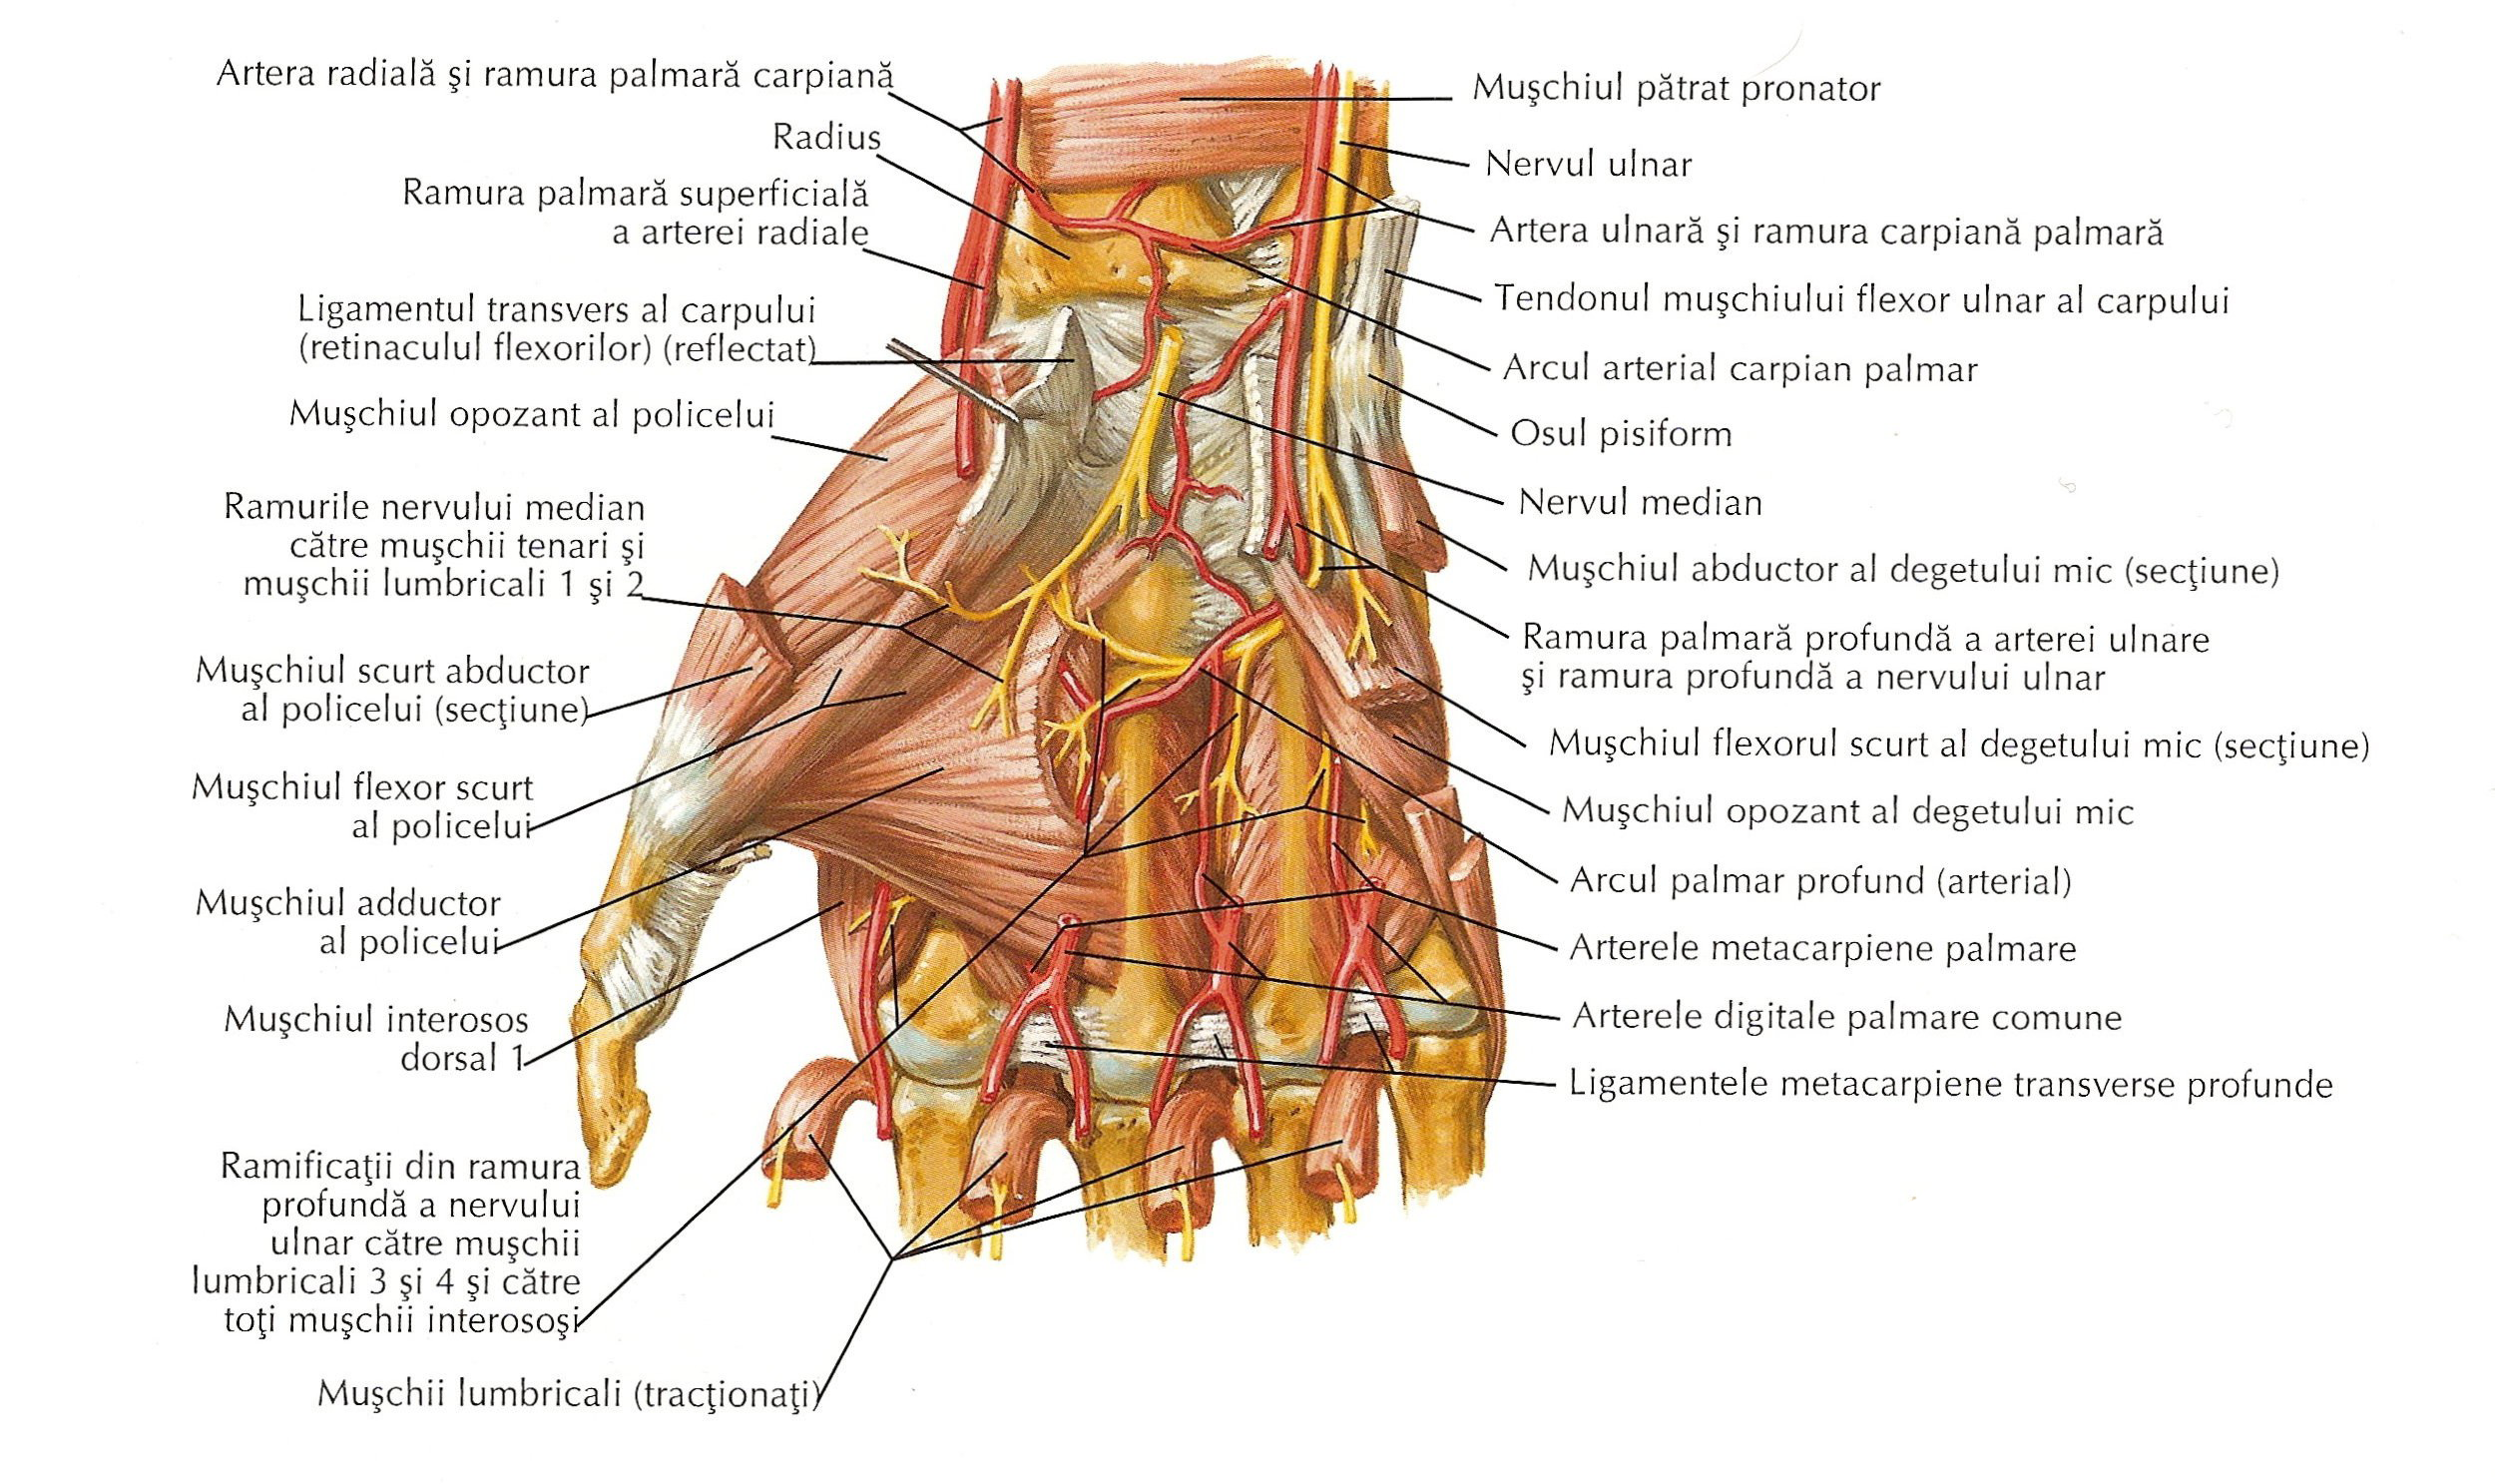 Artera radială şi ramura palmară carpiană
Radius
Ramura palmară superficială
a arterei radiale
Ligamentul transvers al carpului
(retinaculul flexorilor) (reflectat)
Muşchiul opozant al policelui
Ramurile nervului median
către muşchii tenari şi
muşchii lumbricali 1 şi 2
Muşchiul scurt abductor
al policelui (secţiune)
Muşchiul flexor scurt
al policelui
Muşchiul adductor
al policelui
Muşchiul interosos
dorsal 1
Ramificaţii din ramura
profundă a nervului
ulnar către muşchii
lumbricali 3 şi 4 şi către
toţi muşchii interosoşi
Muşchii lumbricali (tracţionaţi)
Muşchiul pătrat pronator
Nervul ulnar
Artera ulnară şi ramura carpiană palmară
Tendonul muşchiului flexor ulnar al carpului
Arcul arterial carpian palmar
Osul pisiform
Nervul median
Muşchiul abductor al degetului mic (secţiune)
Ramura palmară profundă a arterei ulnare
şi ramura profundă a nervului ulnar
Muşchiul flexorul scurt al degetului mic (secţiune)
Muşchiul opozant al degetului mic
Arcul palmar profund (arterial)
Arterele metacarpiene palmare
Arterele digitale palmare comune
Ligamentele metacarpiene transverse profunde